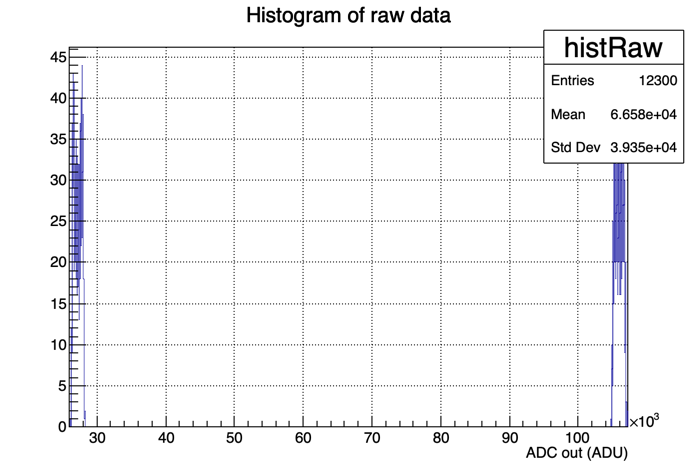 Histogram of raw data
histRaw
Entries 12300
Mean 6.658e+04
Std Dev 3.935e+04
45
40
35
30
25
20
15
10
5
0
30 40 50 60 70 80 90 100
×10³
ADC out (ADU)